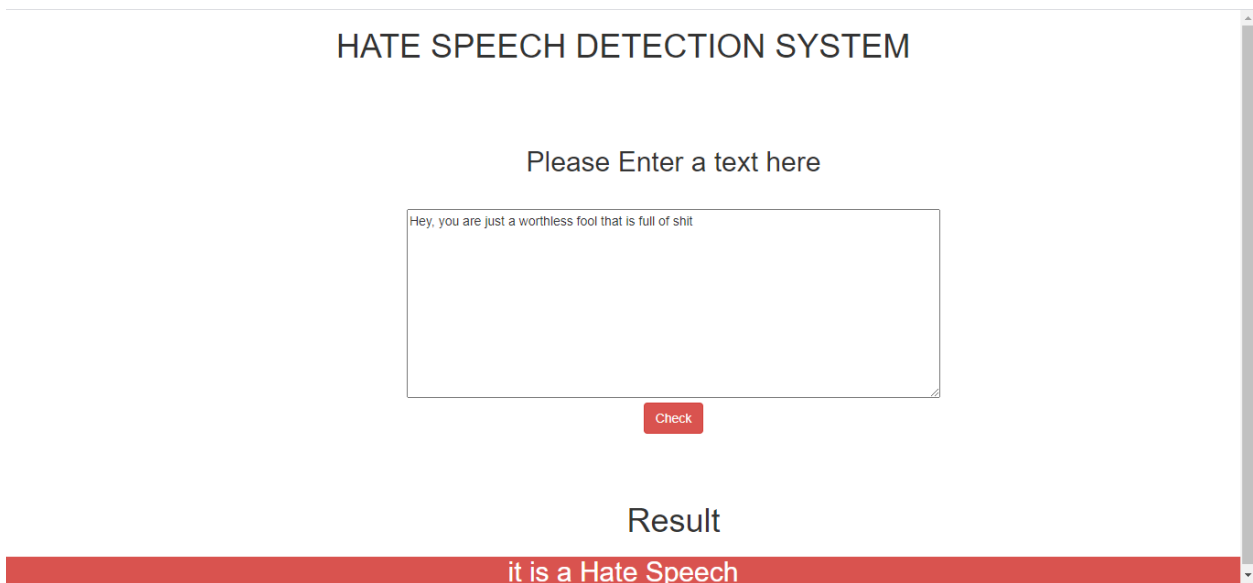 HATE SPEECH DETECTION SYSTEM
Please Enter a text here
Hey, you are just a worthless fool that is full of shit
Check
Result
it is a Hate Speech